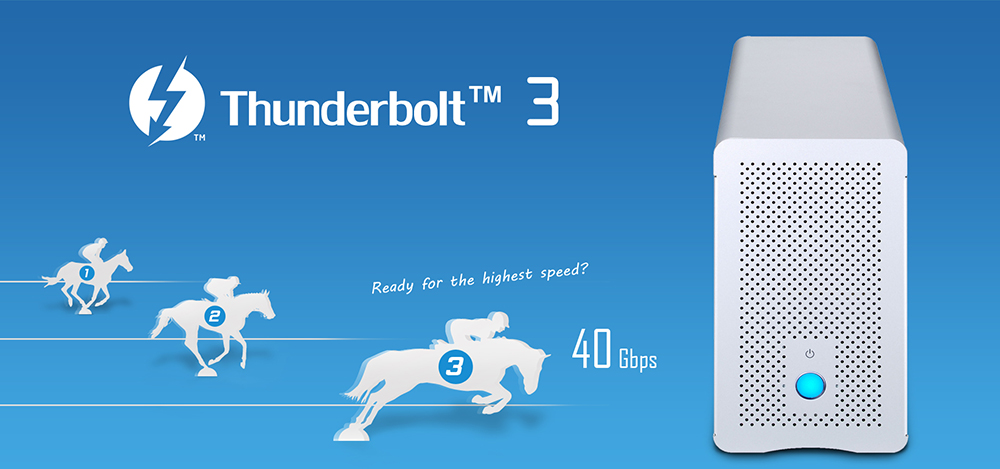 Thunderbolt™ 3
TM
1
2
Ready for the highest speed?
3
40 Gbps